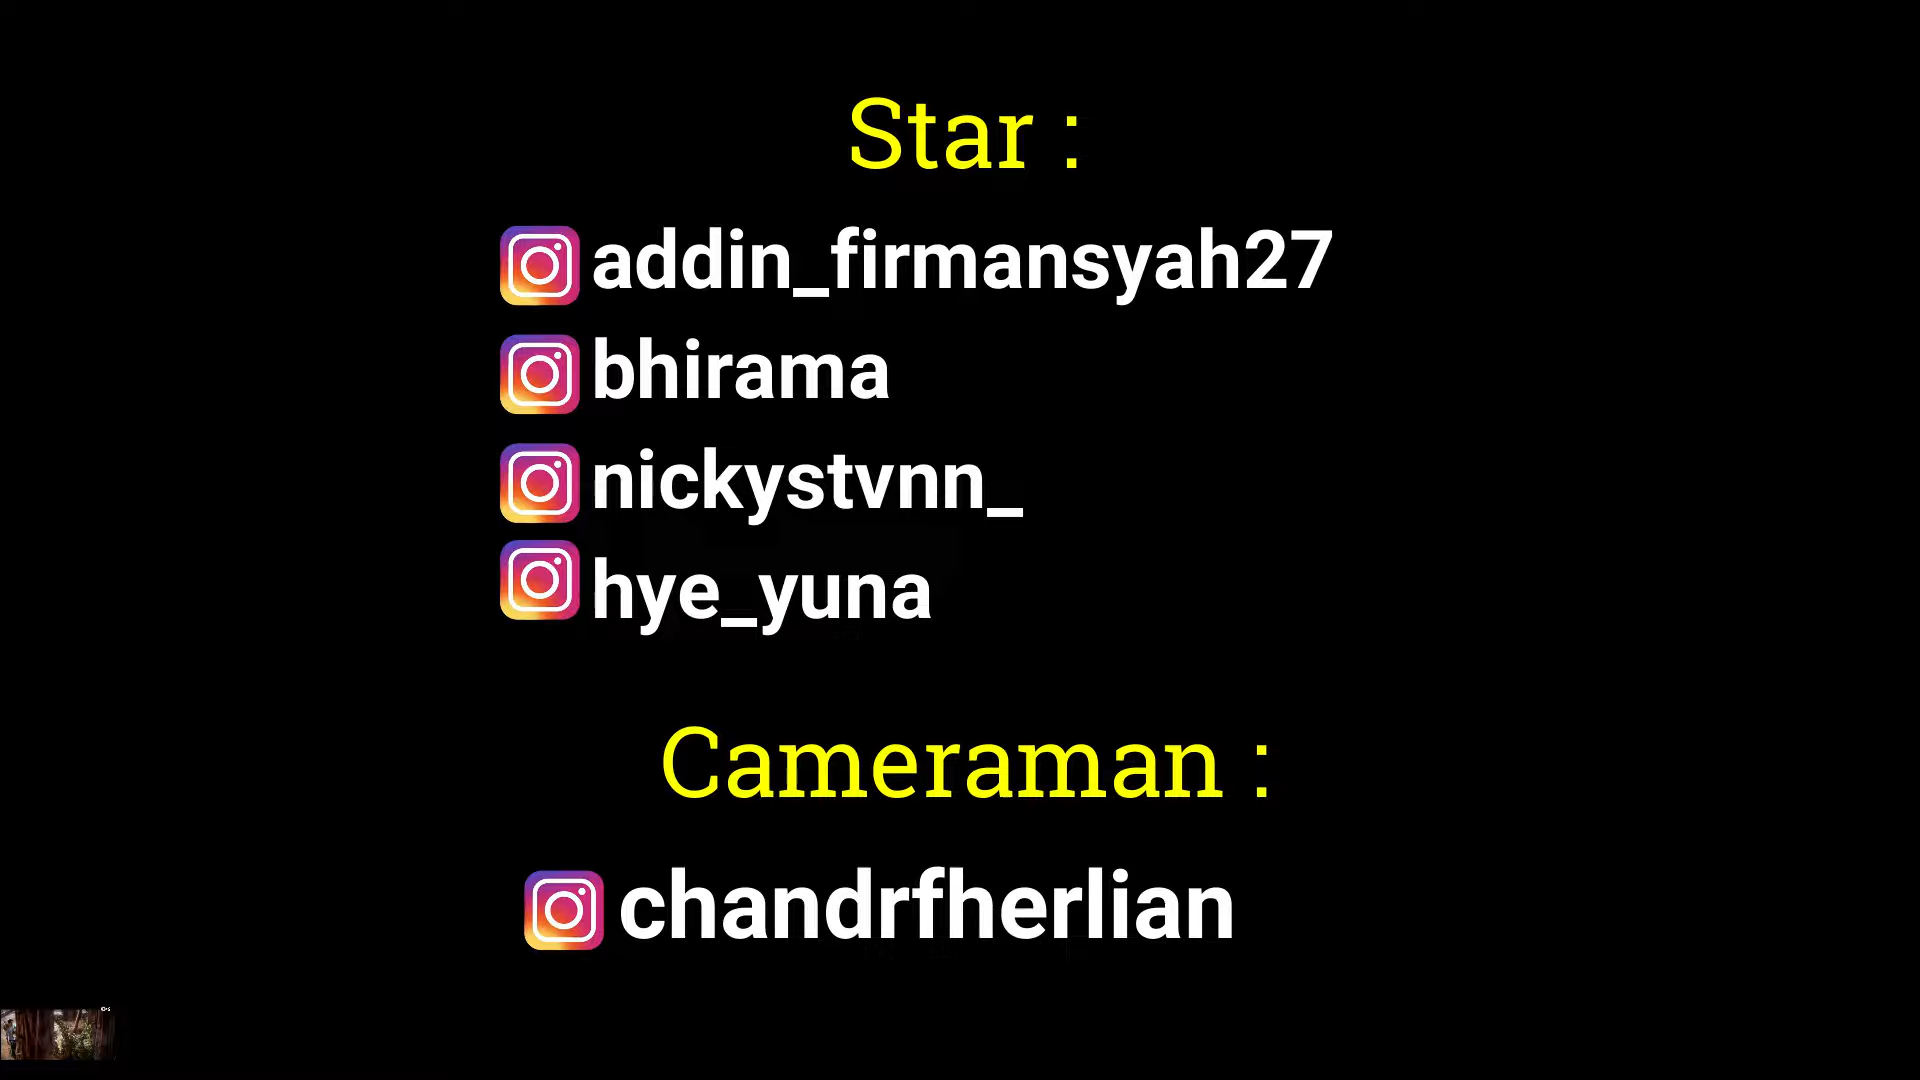 Star :
addin_firmansyah27
bhirama
nickystvnn_
hye_yuna
Cameraman :
chandrfherlian